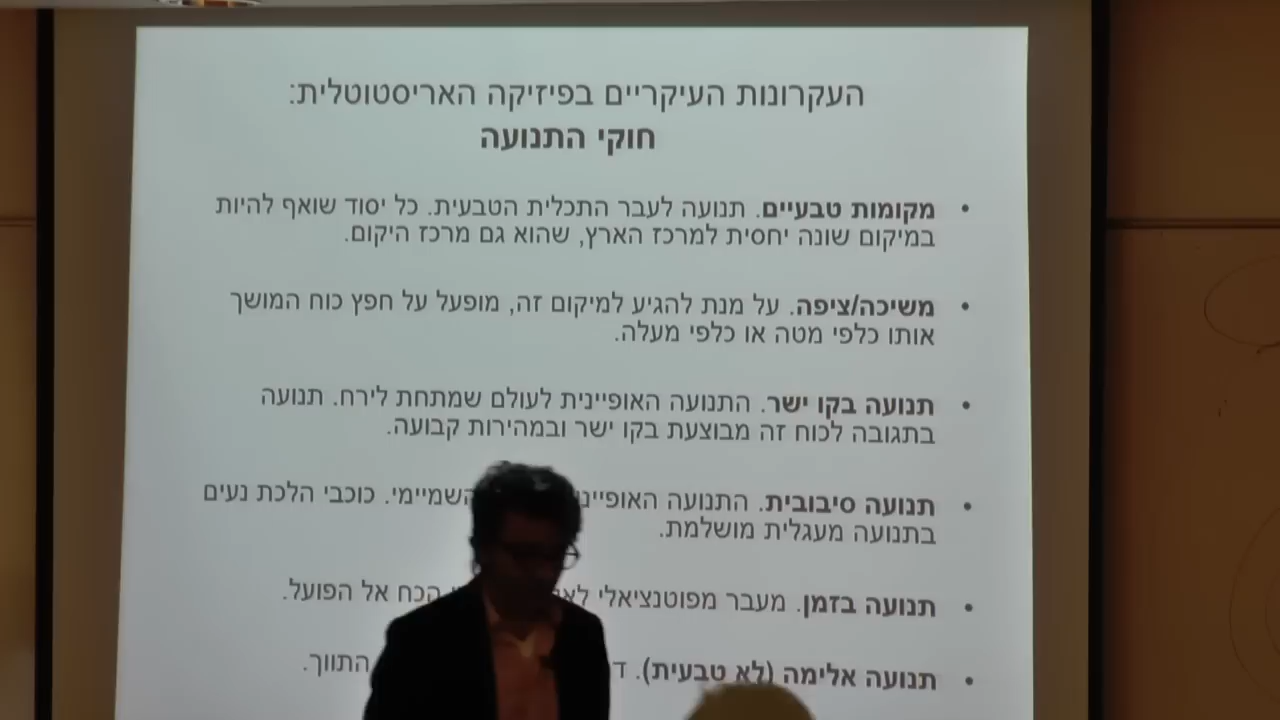 העקרונות העיקריים בפיזיקה האריסטוטלית:
חוקי התנועה
• מקומות טבעיים. תנועה לעבר התכלית הטבעית. כל יסוד שואף להיות
במיקום שונה יחסית למרכז הארץ, שהוא גם מרכז היקום.
• משיכה/ציפה. על מנת להגיע למיקום זה, מופעל על חפץ כוח המושך
אותו כלפי מטה או כלפי מעלה.
• תנועה בקו ישר. התנועה האופיינית לעולם שמתחת לירח. תנועה
בתגובה לכוח זה מבוצעת בקו ישר ובמהירות קבועה.
• תנועה סיבובית. התנועה השמיימי. כוכבי הלכת נעים
בתנועה מעגלית מושלמת.
• תנועה בזמן. מעבר מפוטנציאלי הכח אל הפועל.
• תנועה אלימה (לא טבעית). התווך.